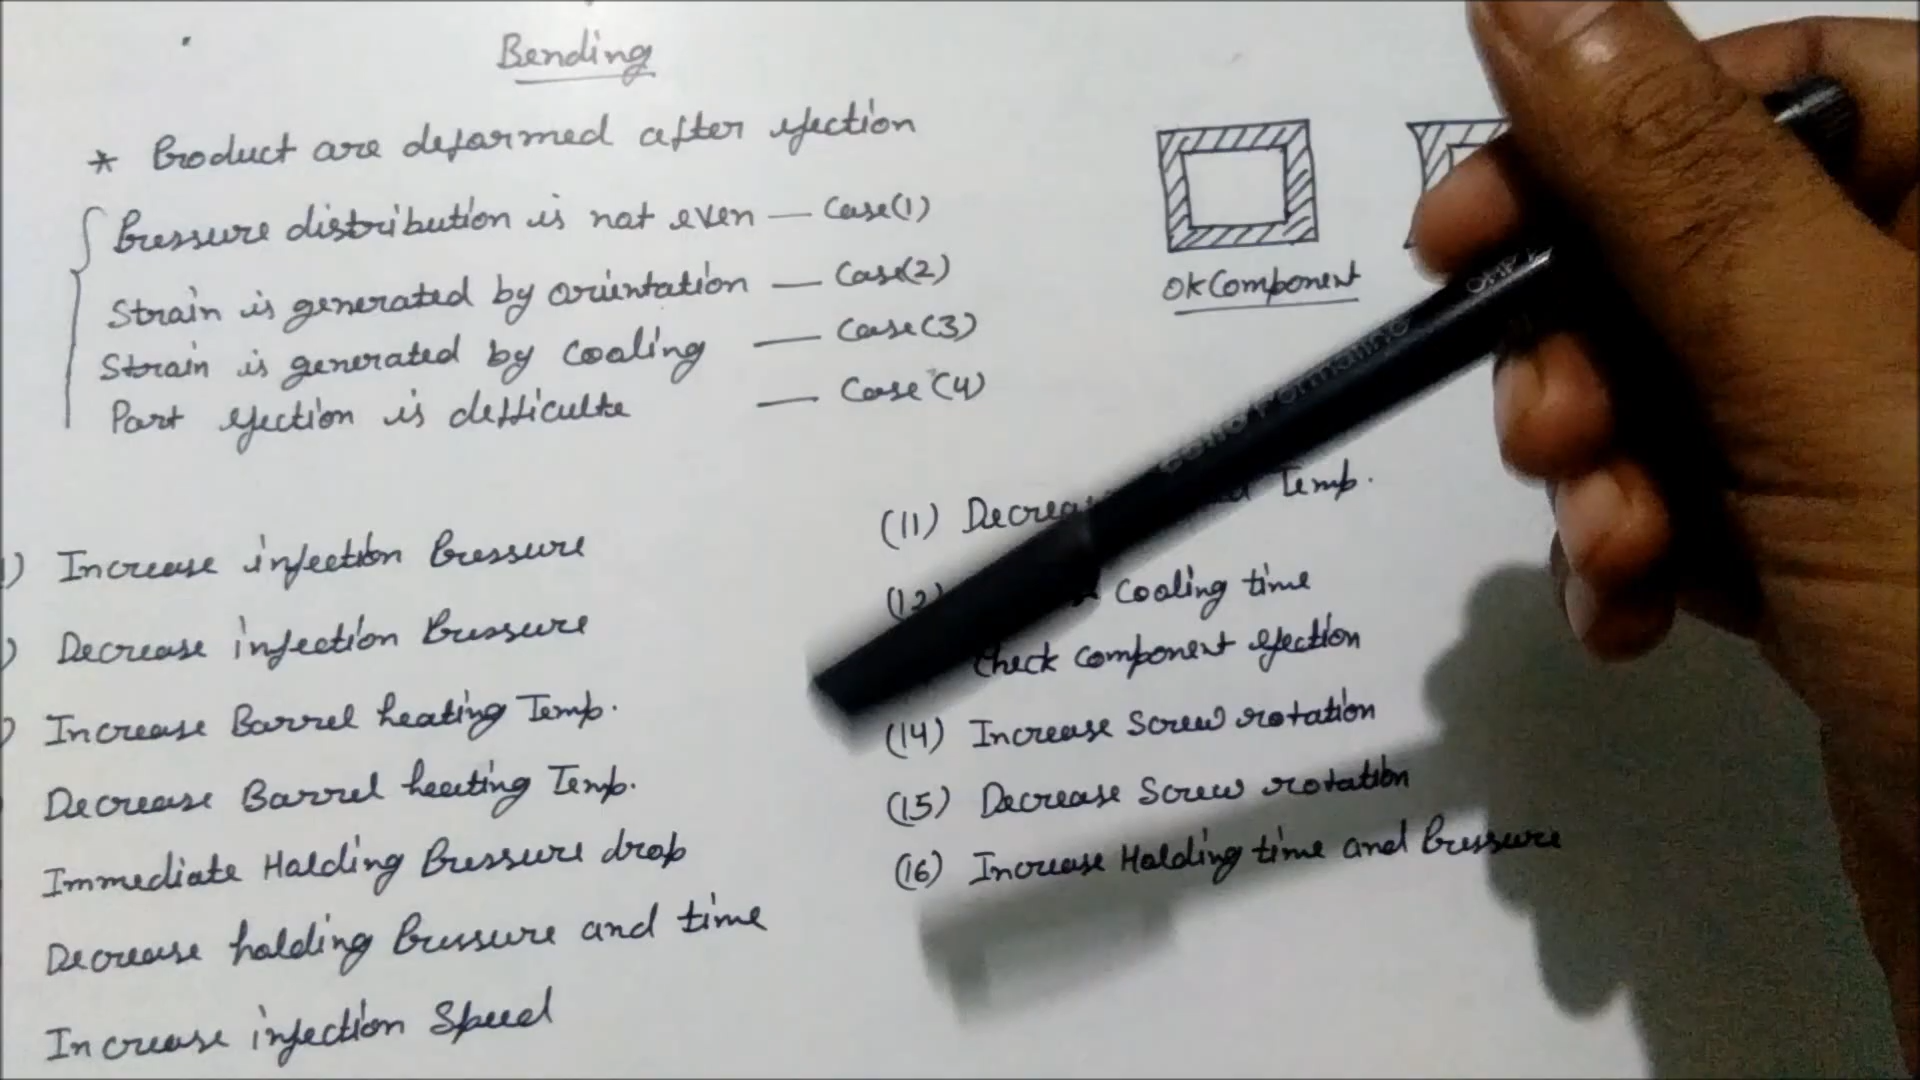 Bending
* Product are deformed after ejection
Pressure distribution is not even — Case(1)
Strain is generated by orientation — Case(2)
Strain is generated by cooling — Case(3)
Part ejection is defficulte — Case(4)
OK Component
Increase injection Pressure
Decrease injection Pressure
Increase Barrel heating Temp.
Decrease Barrel heating Temp.
Immediate Holding Pressure drop
Decrease holding Pressure and time
Increase injection Speed
(11) Temp.
Cooling time
Check component ejection
(14) Increase Screw rotation
(15) Decrease Screw rotation
(16) Increase Holding time and Pressure